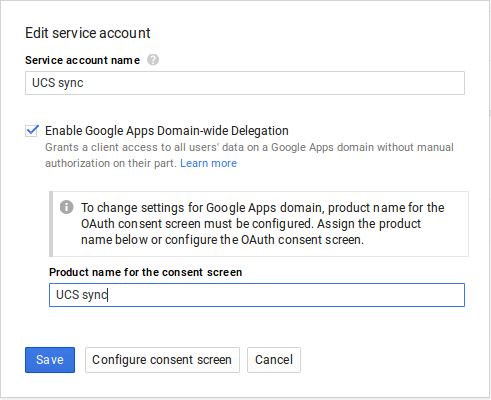 Edit service account
Service account name
UCS sync
Enable Google Apps Domain-wide Delegation
Grants a client access to all users' data on a Google Apps domain without manual
authorization on their part. Learn more
To change settings for Google Apps domain, product name for the
OAuth consent screen must be configured. Assign the product
name below or configure the OAuth consent screen.
Product name for the consent screen
UCS sync
Save Configure consent screen Cancel